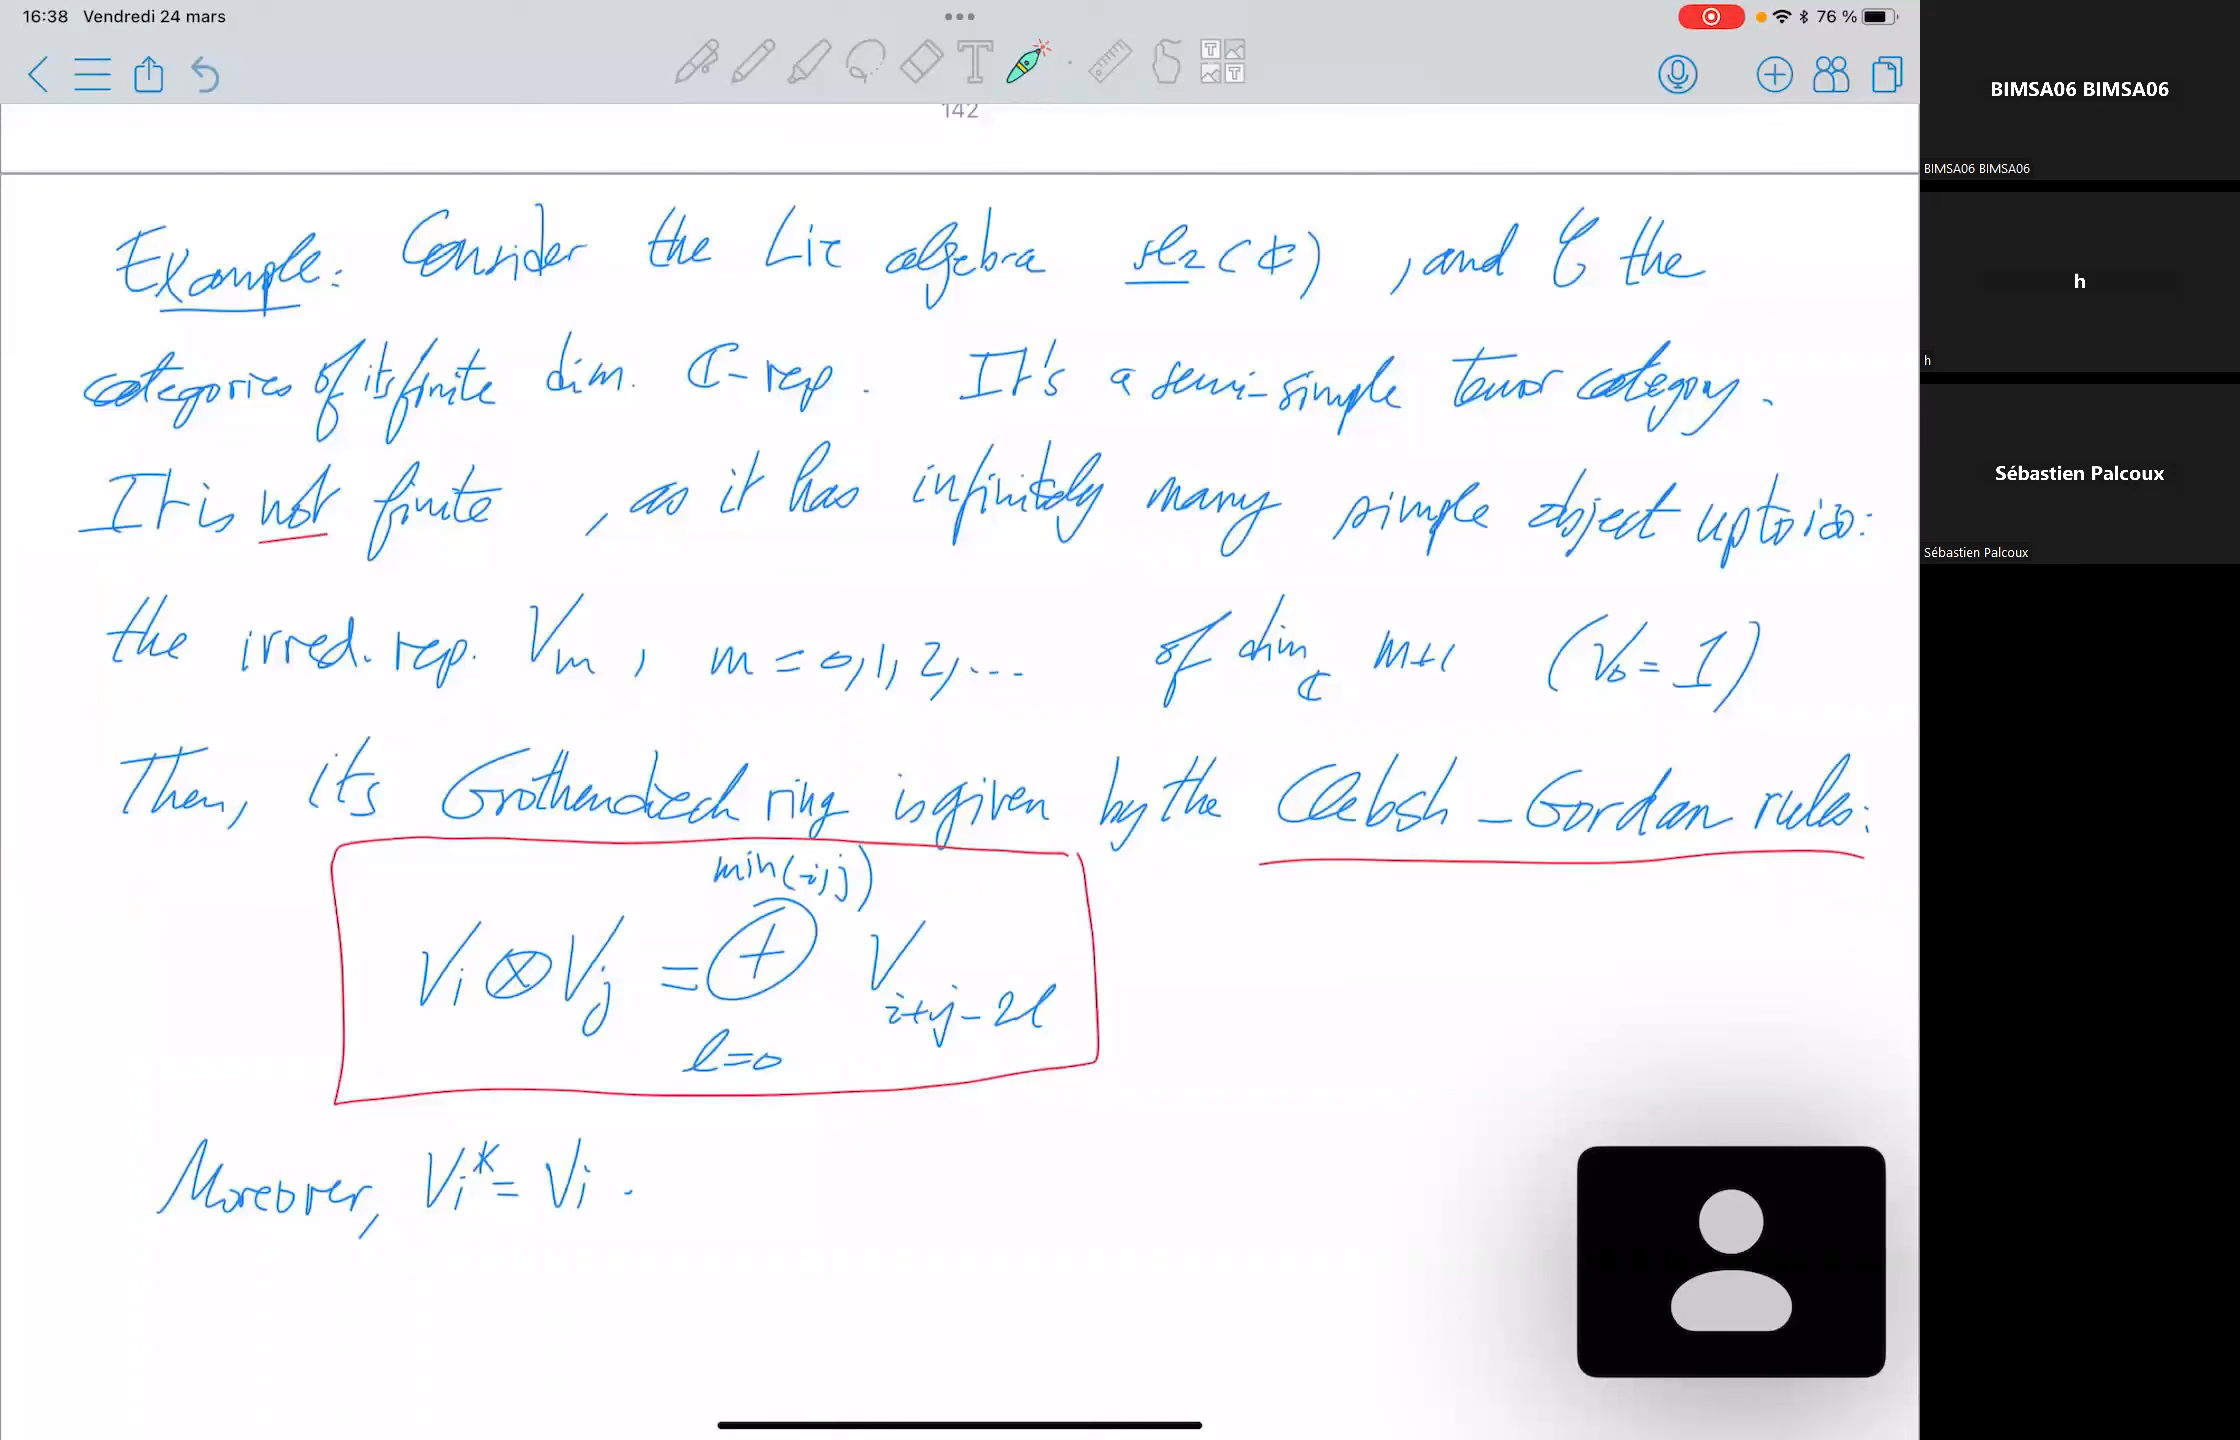 16:38 Vendredi 24 mars
76 %
142
BIMSA06 BIMSA06
BIMSA06 BIMSA06
h
h
Sébastien Palcoux
Sébastien Palcoux
Example: Consider the Lie algebra sl₂(ℂ), and 𝒞 the
categories of its finite dim. ℂ-rep. It's a semi-simple tensor category.
It is not finite, as it has infinitely many simple object up to iso:
the irred. rep. Vₘ, m = 0, 1, 2, ... of dim_ℂ m+1 (V₀ = 1)
Then, its Grothendieck ring is given by the Clebsh-Gordan rules:
Vᵢ ⊗ Vⱼ = ⊕_{l=0}^{min(i,j)} V_{i+j-2l}
Moreover, Vᵢ* = Vᵢ.